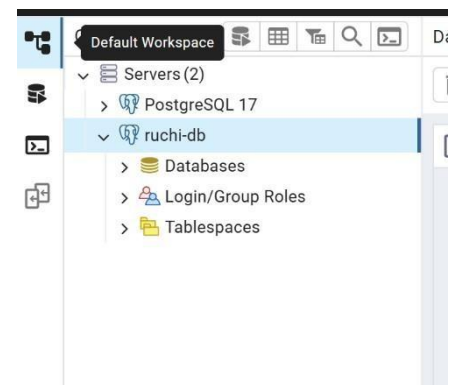 Default Workspace
Da
Servers (2)
PostgreSQL 17
ruchi-db
Databases
Login/Group Roles
Tablespaces